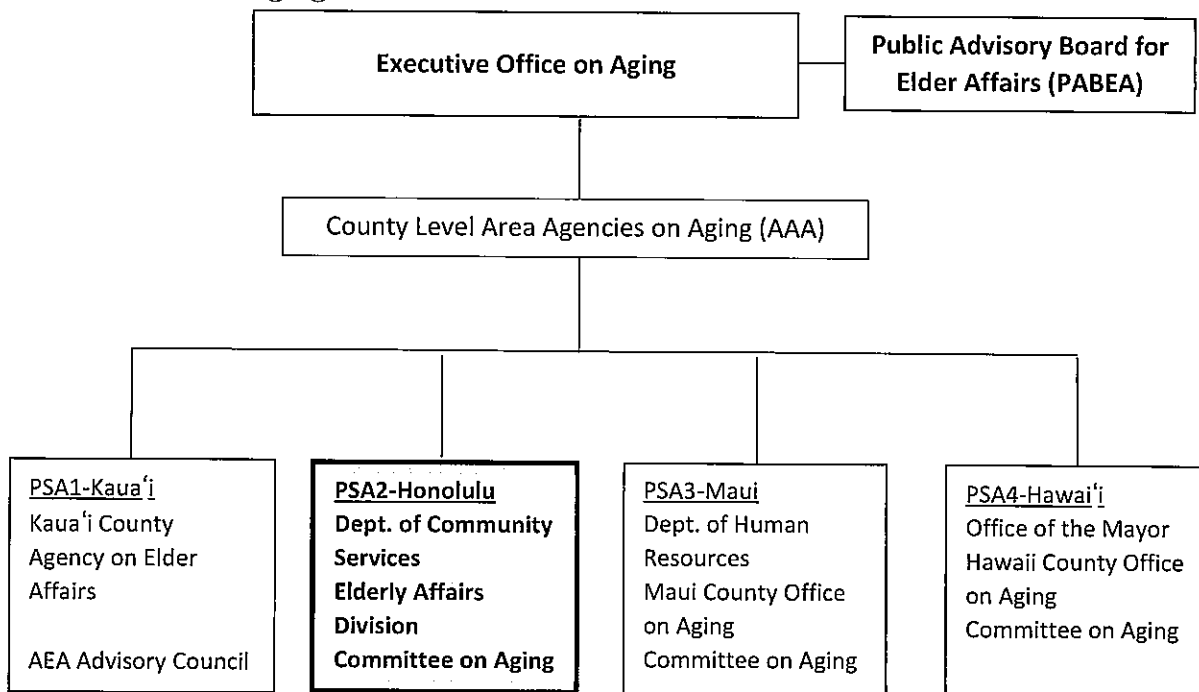 Executive Office on Aging
Public Advisory Board for
Elder Affairs (PABEA)
County Level Area Agencies on Aging (AAA)
PSA1-Kauaʻi
Kauaʻi County
Agency on Elder
Affairs
AEA Advisory Council
PSA2-Honolulu
Dept. of Community
Services
Elderly Affairs
Division
Committee on Aging
PSA3-Maui
Dept. of Human
Resources
Maui County Office
on Aging
Committee on Aging
PSA4-Hawaiʻi
Office of the Mayor
Hawaii County Office
on Aging
Committee on Aging